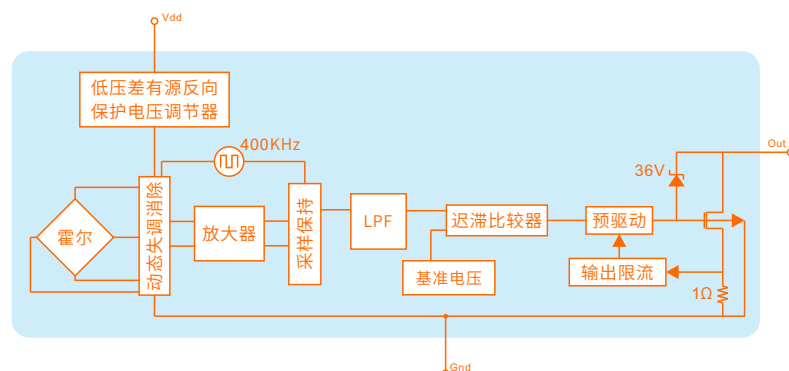 Vdd
低压差有源反向
保护电压调节器
400KHz
Out
36V
动态失调消除
霍尔
放大器
采样保持
LPF
迟滞比较器
预驱动
基准电压
输出限流
1Ω
Gnd